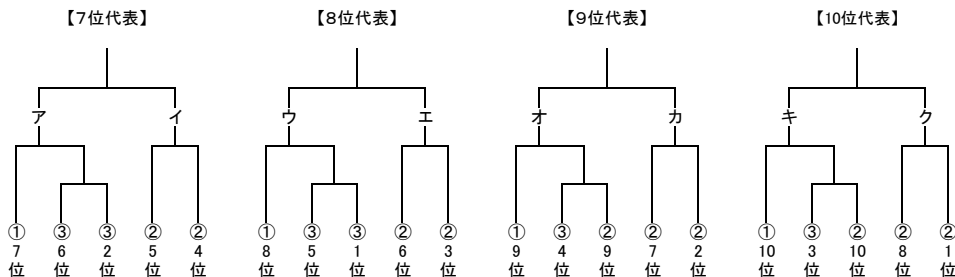 【7位代表】 【8位代表】 【9位代表】 【10位代表】
ア イ ウ エ オ カ キ ク
① ③ ③ ② ② ① ③ ③ ② ② ① ③ ② ② ② ① ③ ② ② ②
7 6 2 5 4 8 5 1 6 3 9 4 9 7 2 10 3 10 8 1
位 位 位 位 位 位 位 位 位 位 位 位 位 位 位 位 位 位 位 位